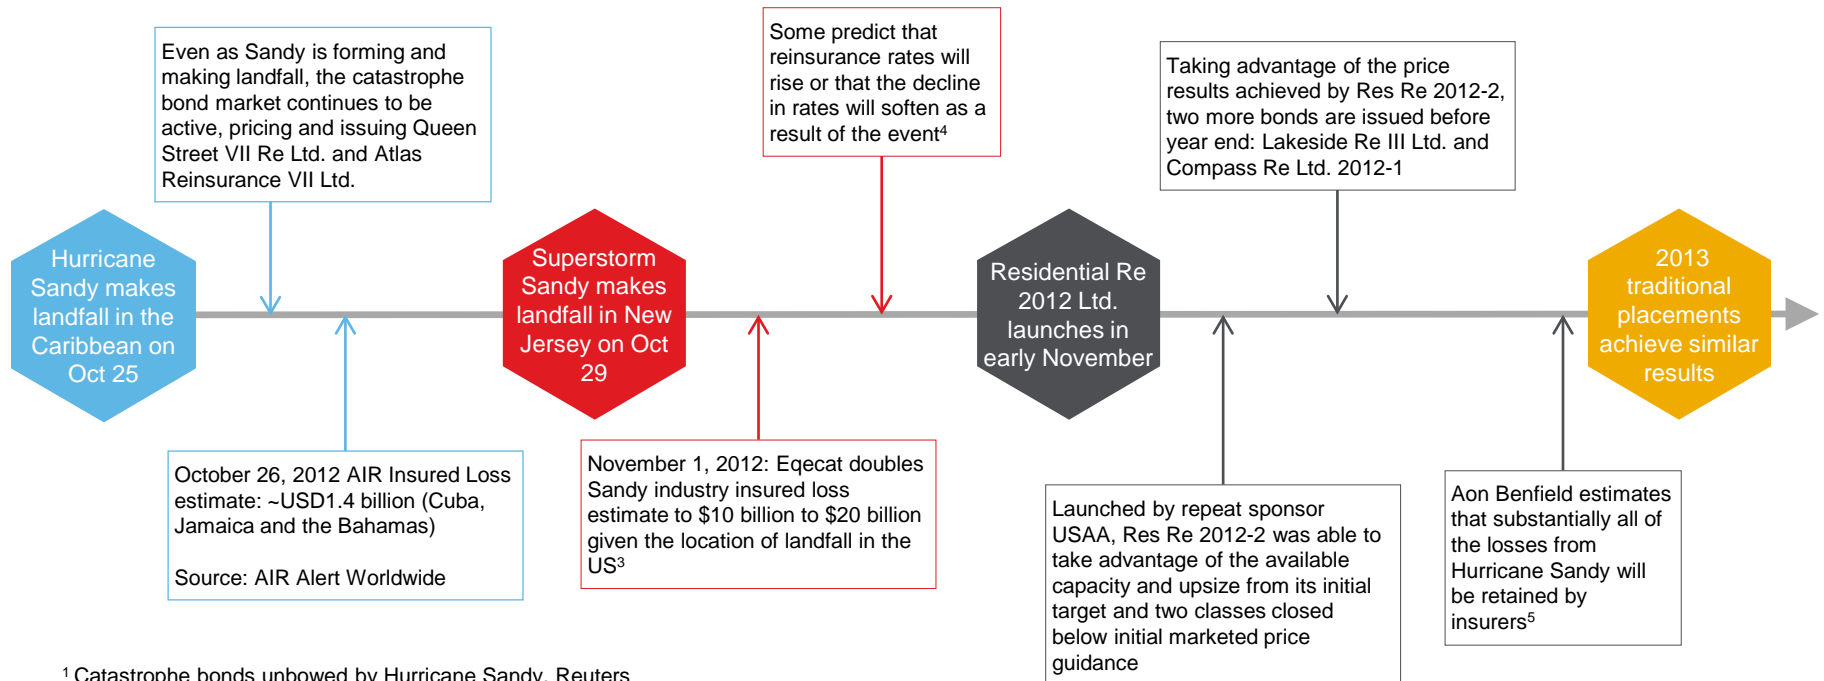 Even as Sandy is forming and
making landfall, the catastrophe
bond market continues to be
active, pricing and issuing Queen
Street VII Re Ltd. and Atlas
Reinsurance VII Ltd.
Some predict that
reinsurance rates will
rise or that the decline
in rates will soften as a
result of the event⁴
Taking advantage of the price
results achieved by Res Re 2012-2,
two more bonds are issued before
year end: Lakeside Re III Ltd. and
Compass Re Ltd. 2012-1
Hurricane
Sandy makes
landfall in the
Caribbean on
Oct 25
Superstorm
Sandy makes
landfall in New
Jersey on Oct
29
Residential Re
2012 Ltd.
launches in
early November
2013
traditional
placements
achieve similar
results
October 26, 2012 AIR Insured Loss
estimate: ~USD1.4 billion (Cuba,
Jamaica and the Bahamas)
Source: AIR Alert Worldwide
November 1, 2012: Eqecat doubles
Sandy industry insured loss
estimate to $10 billion to $20 billion
given the location of landfall in the
US³
Launched by repeat sponsor
USAA, Res Re 2012-2 was able to
take advantage of the available
capacity and upsize from its initial
target and two classes closed
below initial marketed price
guidance
Aon Benfield estimates
that substantially all of
the losses from
Hurricane Sandy will
be retained by
insurers⁵
¹ Catastrophe bonds unbowed by Hurricane Sandy, Reuters